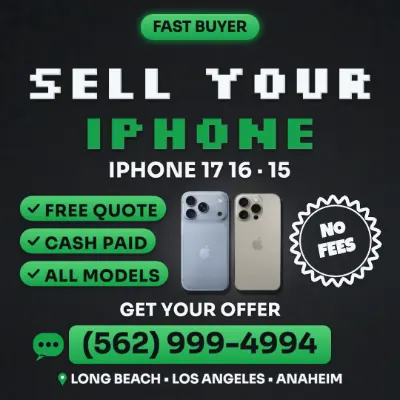 FAST BUYER
SELL YOUR
IPHONE
IPHONE 17 16 · 15
✓ FREE QUOTE
✓ CASH PAID
✓ ALL MODELS
NO
FEES
GET YOUR OFFER
(562) 999-4994
LONG BEACH • LOS ANGELES • ANAHEIM